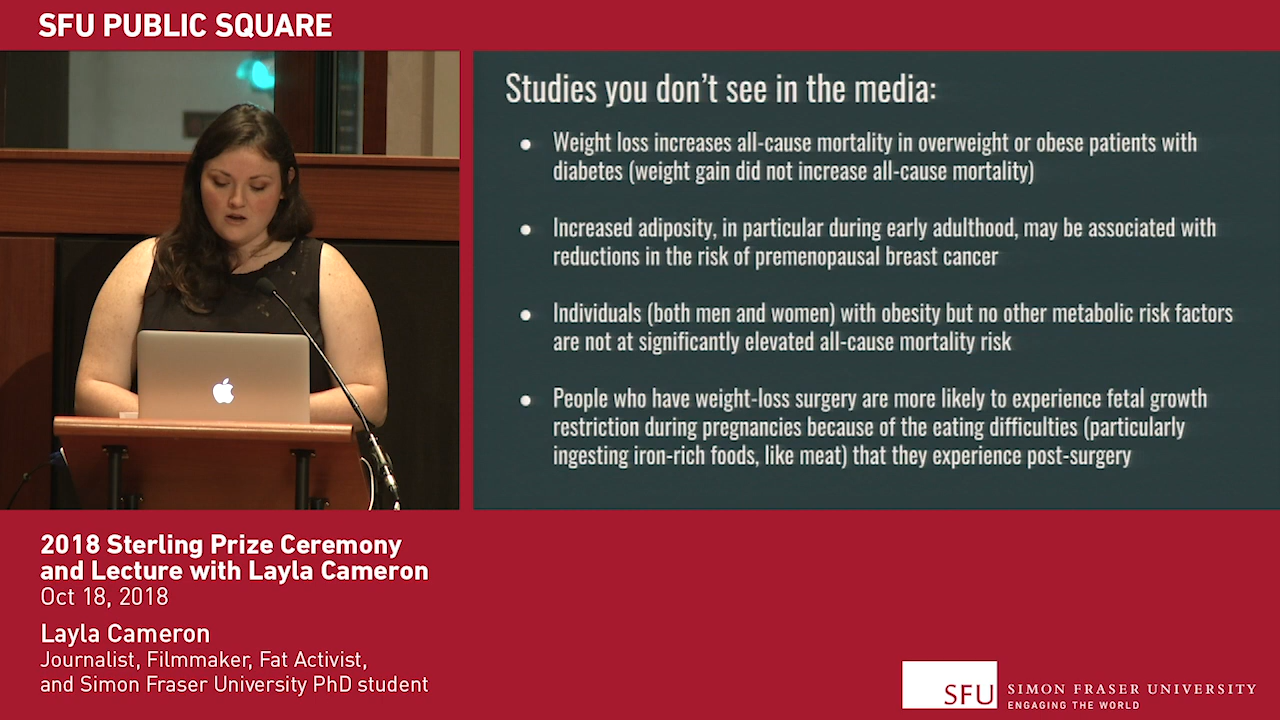 SFU PUBLIC SQUARE
Studies you don't see in the media:
● Weight loss increases all-cause mortality in overweight or obese patients with
diabetes (weight gain did not increase all-cause mortality)
● Increased adiposity, in particular during early adulthood, may be associated with
reductions in the risk of premenopausal breast cancer
● Individuals (both men and women) with obesity but no other metabolic risk factors
are not at significantly elevated all-cause mortality risk
● People who have weight-loss surgery are more likely to experience fetal growth
restriction during pregnancies because of the eating difficulties (particularly
ingesting iron-rich foods, like meat) that they experience post-surgery
2018 Sterling Prize Ceremony
and Lecture with Layla Cameron
Oct 18, 2018
Layla Cameron
Journalist, Filmmaker, Fat Activist,
and Simon Fraser University PhD student
SFU
SIMON FRASER UNIVERSITY
ENGAGING THE WORLD